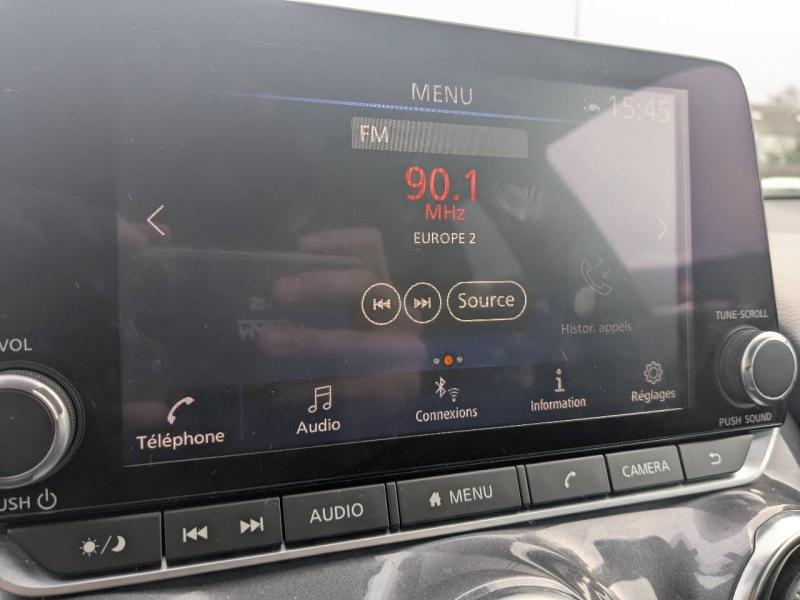 MENU
15:45
FM
90.1
MHz
EUROPE 2
Source
Histor. appels
Téléphone
Audio
Connexions
Information
Réglages
VOL
PUSH
TUNE-SCROLL
PUSH SOUND
AUDIO
MENU
CAMERA